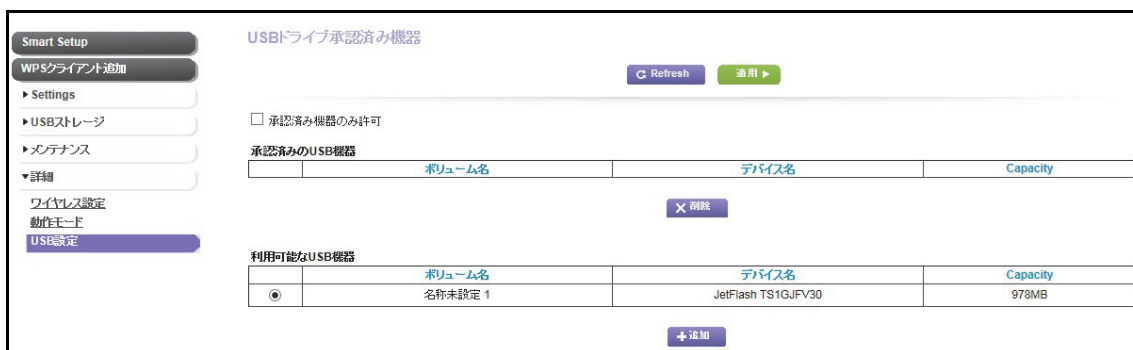 Smart Setup
WPSクライアント追加
Settings
USBストレージ
メンテナンス
詳細
ワイヤレス設定
動作モード
USB設定
USBドライブ承認済み機器
Refresh 適用
承認済み機器のみ許可
承認済みのUSB機器
ボリューム名 デバイス名 Capacity
削除
利用可能なUSB機器
ボリューム名 デバイス名 Capacity
名称未設定 1 JetFlash TS1GJFV30 978MB
追加